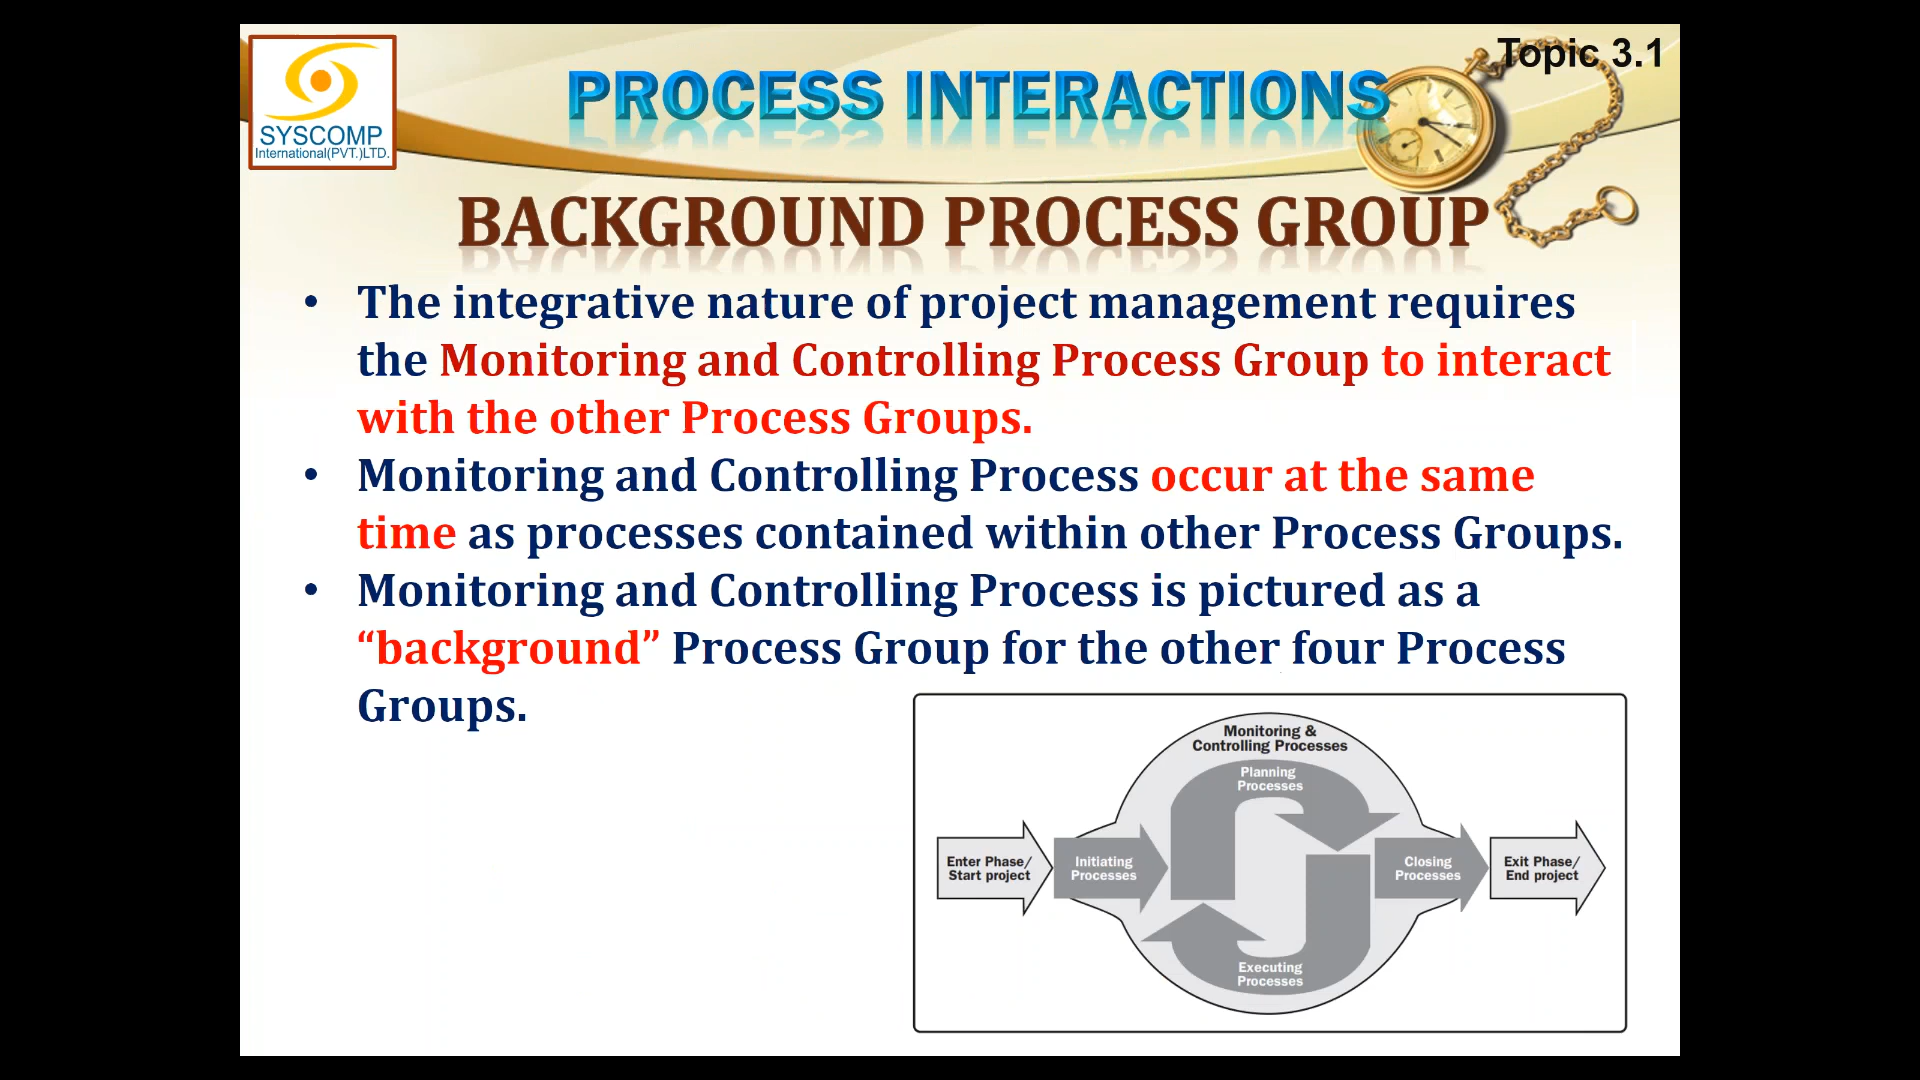 Topic 3.1
SYSCOMP
International(PVT.)LTD.
PROCESS INTERACTIONS
BACKGROUND PROCESS GROUP
• The integrative nature of project management requires
the Monitoring and Controlling Process Group to interact
with the other Process Groups.
• Monitoring and Controlling Process occur at the same
time as processes contained within other Process Groups.
• Monitoring and Controlling Process is pictured as a
“background” Process Group for the other four Process
Groups.
Monitoring &
Controlling Processes
Planning
Processes
Enter Phase/
Start project
Initiating
Processes
Closing
Processes
Exit Phase/
End project
Executing
Processes